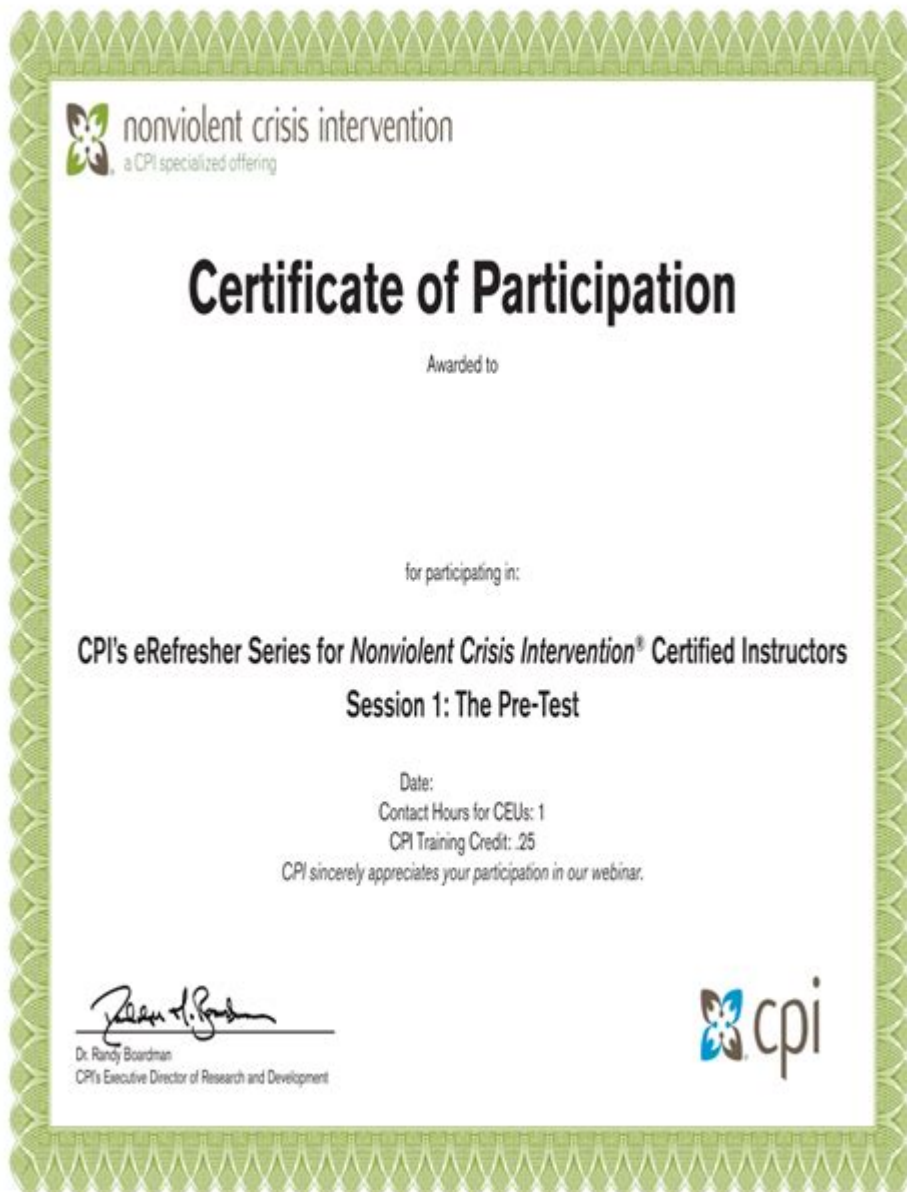 nonviolent crisis intervention
a CPI specialized offering
Certificate of Participation
Awarded to
for participating in:
CPI's eRefresher Series for Nonviolent Crisis Intervention® Certified Instructors
Session 1: The Pre-Test
Date:
Contact Hours for CEUs: 1
CPI Training Credit: .25
CPI sincerely appreciates your participation in our webinar.
Dr. Randy Boardman
CPI's Executive Director of Research and Development
cpi